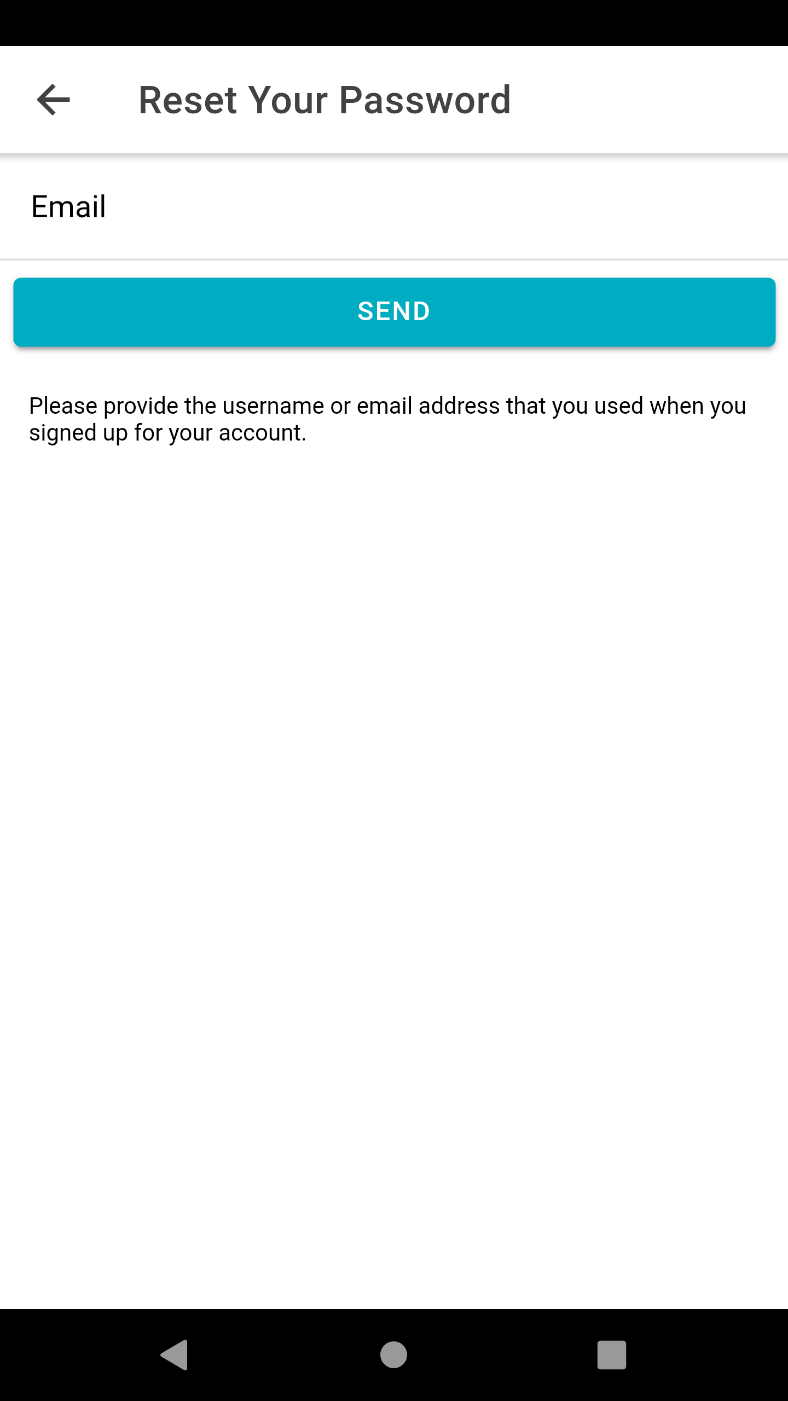 Reset Your Password
Email
SEND
Please provide the username or email address that you used when you
signed up for your account.